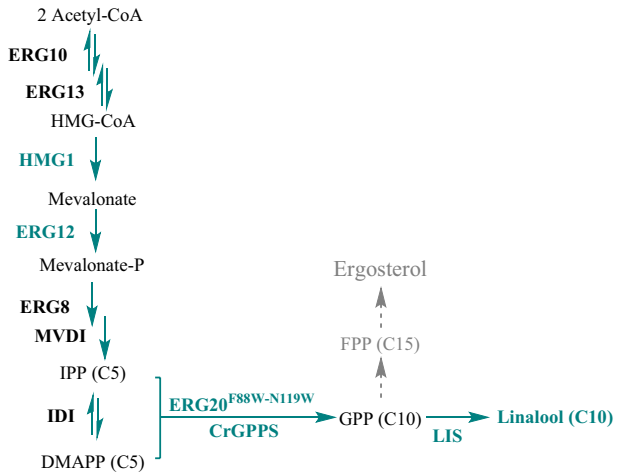 2 Acetyl-CoA
ERG10
ERG13
HMG-CoA
HMG1
Mevalonate
ERG12
Mevalonate-P
ERG8
MVDI
IPP (C5)
IDI
DMAPP (C5)
ERG20F88W-N119W
CrGPPS
Ergosterol
FPP (C15)
GPP (C10)
LIS
Linalool (C10)